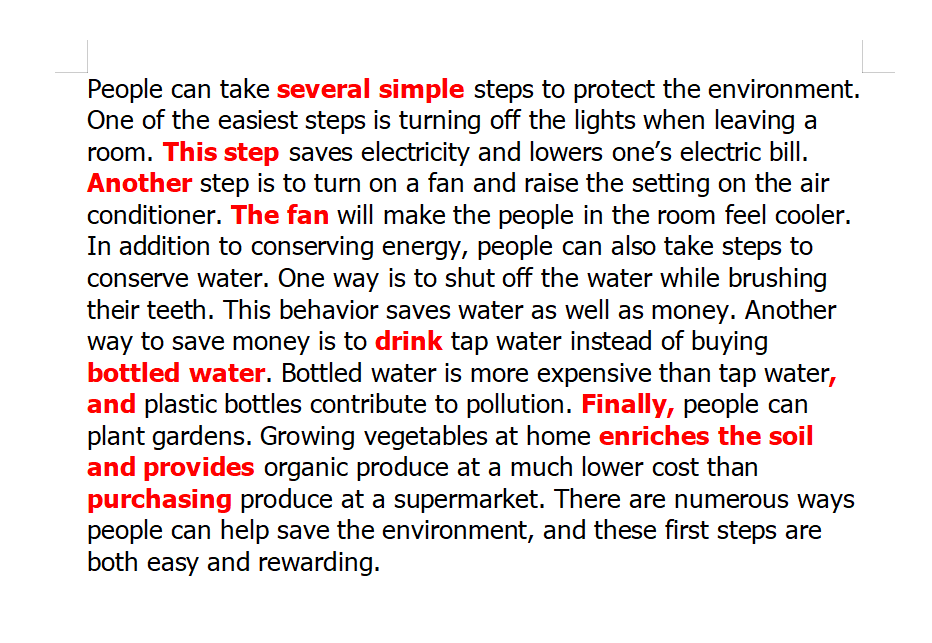 People can take several simple steps to protect the environment.
One of the easiest steps is turning off the lights when leaving a
room. This step saves electricity and lowers one’s electric bill.
Another step is to turn on a fan and raise the setting on the air
conditioner. The fan will make the people in the room feel cooler.
In addition to conserving energy, people can also take steps to
conserve water. One way is to shut off the water while brushing
their teeth. This behavior saves water as well as money. Another
way to save money is to drink tap water instead of buying
bottled water. Bottled water is more expensive than tap water,
and plastic bottles contribute to pollution. Finally, people can
plant gardens. Growing vegetables at home enriches the soil
and provides organic produce at a much lower cost than
purchasing produce at a supermarket. There are numerous ways
people can help save the environment, and these first steps are
both easy and rewarding.